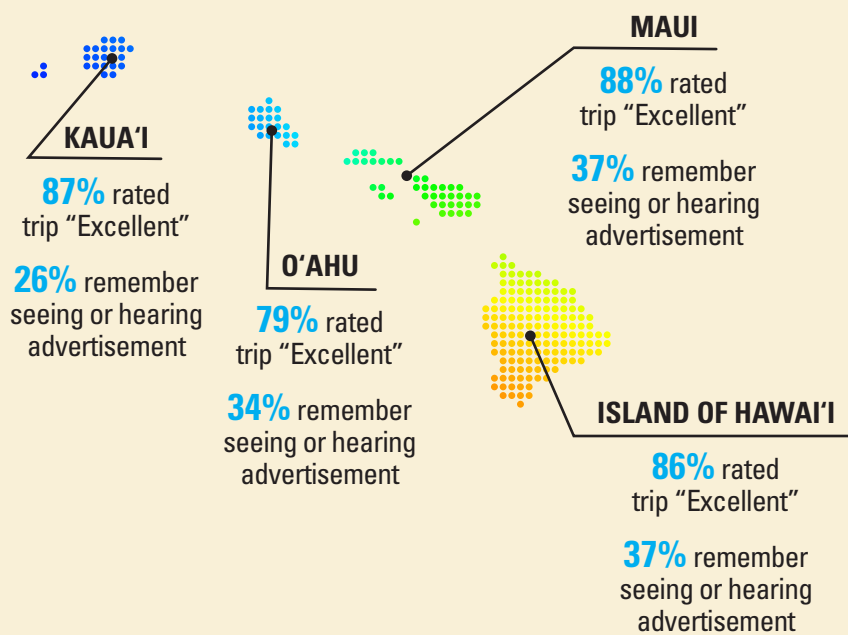 KAUA‘I
87% rated
trip “Excellent”
26% remember
seeing or hearing
advertisement
O‘AHU
79% rated
trip “Excellent”
34% remember
seeing or hearing
advertisement
MAUI
88% rated
trip “Excellent”
37% remember
seeing or hearing
advertisement
ISLAND OF HAWAI‘I
86% rated
trip “Excellent”
37% remember
seeing or hearing
advertisement